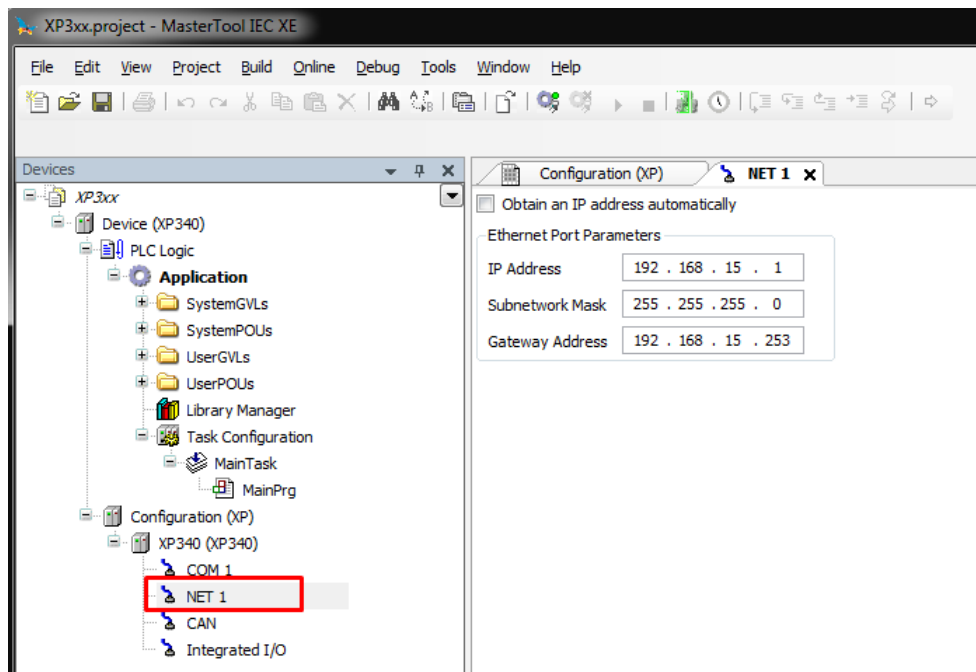 XP3xx.project - MasterTool IEC XE
File Edit View Project Build Online Debug Tools Window Help
Devices
XP3xx
Device (XP340)
PLC Logic
Application
SystemGVLs
SystemPOUs
UserGVLs
UserPOUs
Library Manager
Task Configuration
MainTask
MainPrg
Configuration (XP)
XP340 (XP340)
COM 1
NET 1
CAN
Integrated I/O
Configuration (XP) NET 1
Obtain an IP address automatically
Ethernet Port Parameters
IP Address 192 . 168 . 15 . 1
Subnetwork Mask 255 . 255 . 255 . 0
Gateway Address 192 . 168 . 15 . 253